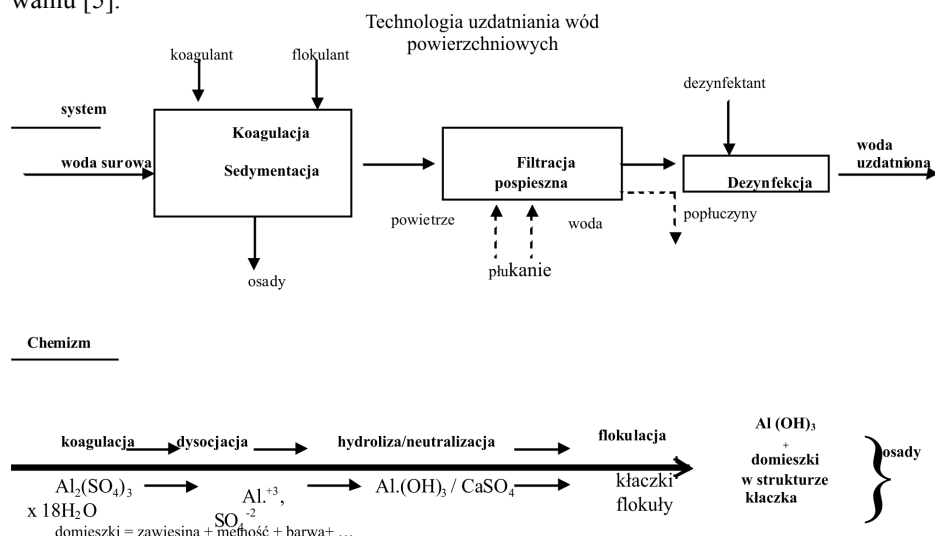 waniu [5].
Technologia uzdatniania wód
powierzchniowych
koagulant
flokulant
dezynfektant
system
Koagulacja
Sedymentacja
woda surowa
Filtracja
pospieszna
Dezynfekcja
woda
uzdatniona
powietrze
woda
popłuczyny
płukanie
osady
Chemizm
koagulacja
dysocjacja
hydroliza/neutralizacja
flokulacja
Al (OH)₃
+
domieszki
w strukturze
kłaczka
osady
Al₂(SO₄)₃
x 18H₂O
Al.⁺³,
SO₄⁻²
Al.(OH)₃ / CaSO₄
kłaczki
flokuły
domieszki = zawiesina + mętność + barwa+ …